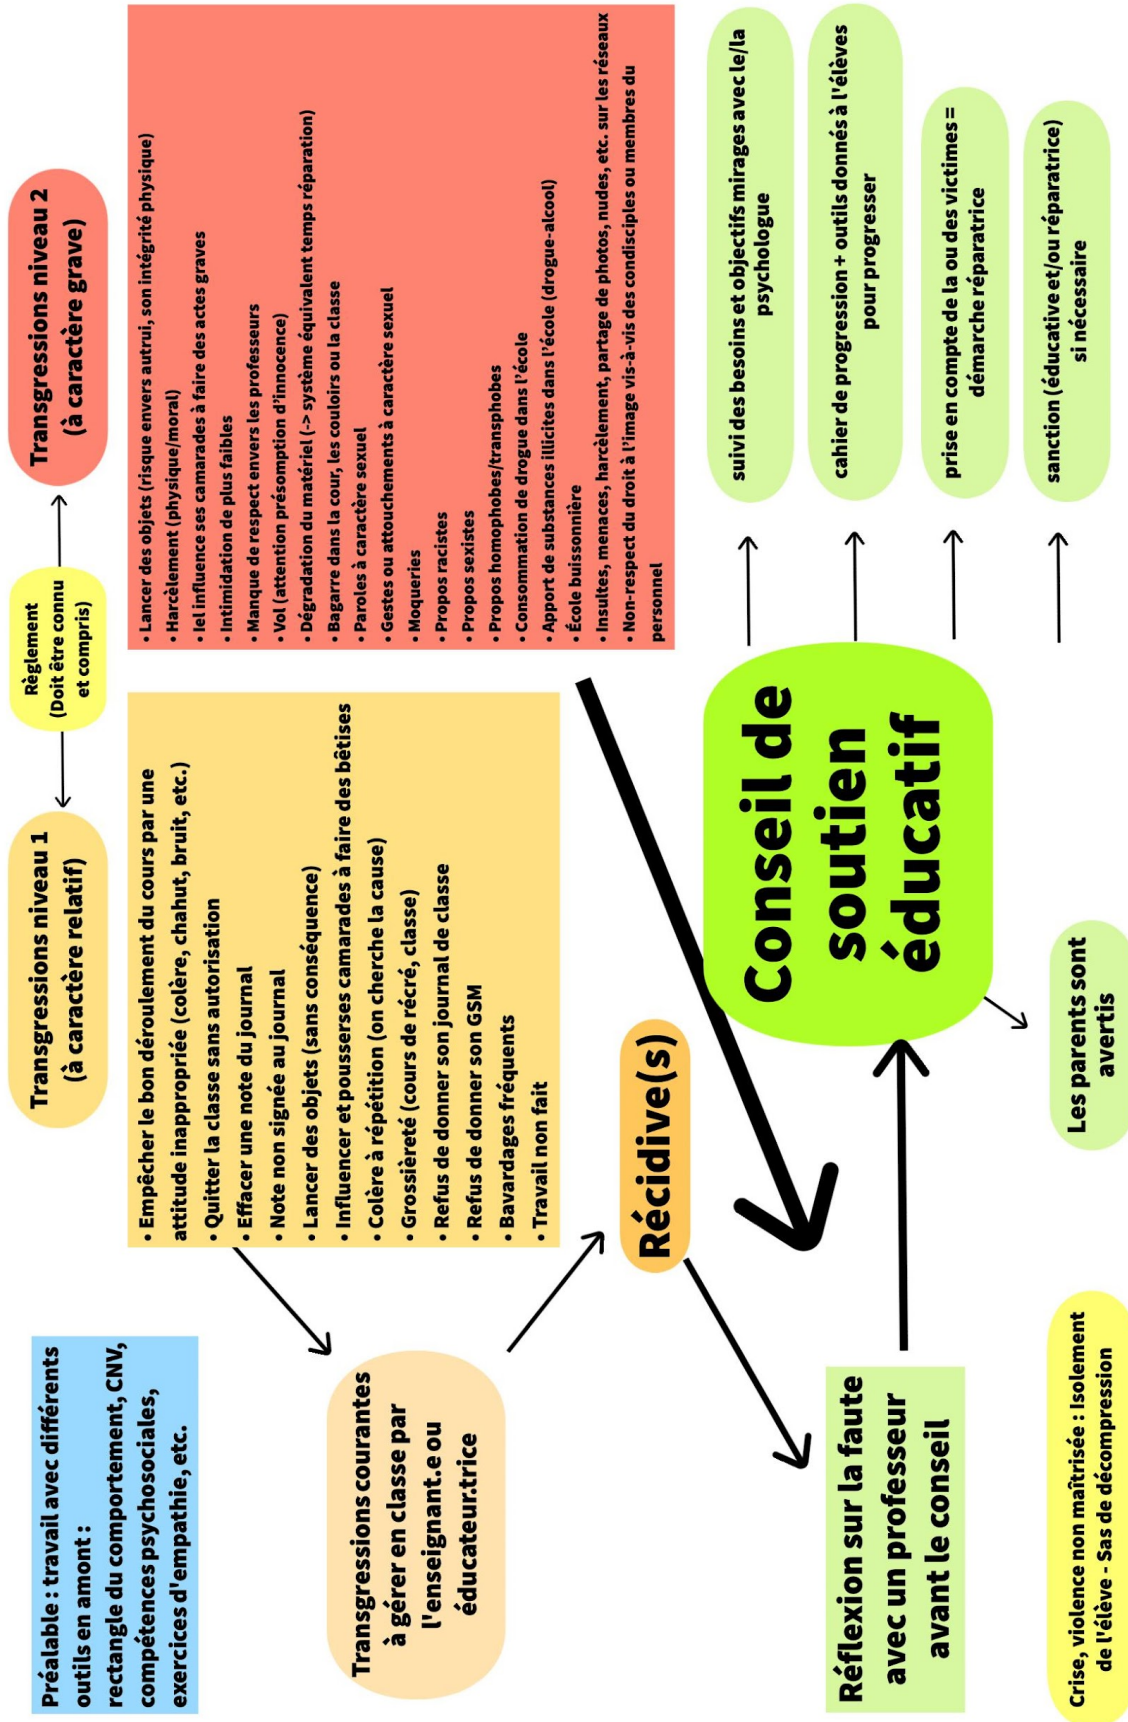 Préalable : travail avec différents
outils en amont :
rectangle du comportement, CNV,
compétences psychosociales,
exercices d'empathie, etc.
Transgressions niveau 1
(à caractère relatif)
Règlement
(Doit être connu
et compris)
Transgressions niveau 2
(à caractère grave)
• Empêcher le bon déroulement du cours par une
attitude inappropriée (colère, chahut, bruit, etc.)
• Quitter la classe sans autorisation
• Effacer une note du journal
• Note non signée au journal
• Lancer des objets (sans conséquence)
• Influencer et pousserses camarades à faire des bêtises
• Colère à répétition (on cherche la cause)
• Grossièreté (cours de récré, classe)
• Refus de donner son journal de classe
• Refus de donner son GSM
• Bavardages fréquents
• Travail non fait
• Lancer des objets (risque envers autrui, son intégrité physique)
• Harcèlement (physique/moral)
• Iel influence ses camarades à faire des actes graves
• Intimidation de plus faibles
• Manque de respect envers les professeurs
• Vol (attention présomption d'innocence)
• Dégradation du matériel (-> système équivalent temps réparation)
• Bagarre dans la cour, les couloirs ou la classe
• Paroles à caractère sexuel
• Gestes ou attouchements à caractère sexuel
• Moqueries
• Propos racistes
• Propos sexistes
• Propos homophobes/transphobes
• Consommation de drogue dans l'école
• Apport de substances illicites dans l'école (drogue-alcool)
• École buissonnière
• Insultes, menaces, harcèlement, partage de photos, nudes, etc. sur les réseaux
• Non-respect du droit à l'image vis-à-vis des condisciples ou membres du
personnel
Transgressions courantes
à gérer en classe par
l'enseignant.e ou
éducateur.trice
Récidive(s)
Réflexion sur la faute
avec un professeur
avant le conseil
Conseil de
soutien
éducatif
suivi des besoins et objectifs mirages avec le/la
psychologue
cahier de progression + outils donnés à l'élèves
pour progresser
prise en compte de la ou des victimes =
démarche réparatrice
sanction (éducative et/ou réparatrice)
si nécessaire
Les parents sont
avertis
Crise, violence non maîtrisée : Isolement
de l'élève - Sas de décompression